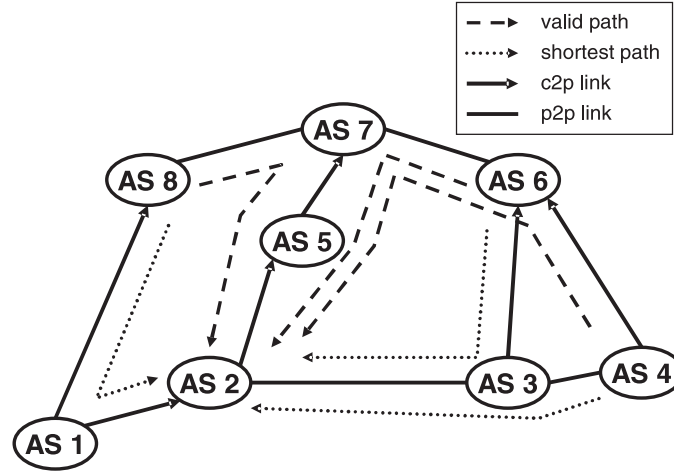 valid path
shortest path
c2p link
p2p link
AS 7
AS 8
AS 6
AS 5
AS 2
AS 3
AS 4
AS 1